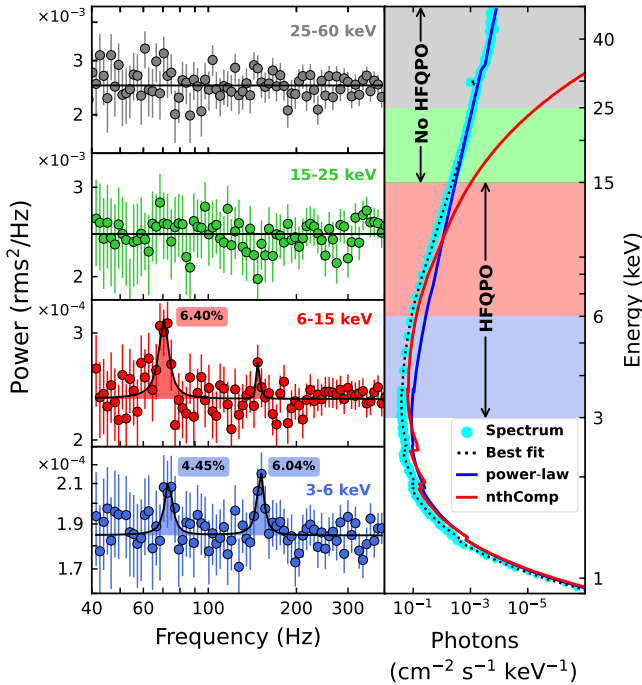 ×10⁻³
25-60 keV
3
2
×10⁻³
15-25 keV
3
2
×10⁻⁴
6.40%
6-15 keV
3
2
×10⁻⁴
4.45%
6.04%
3-6 keV
2.1
1.9
1.7
40
60
100
200
300
Frequency (Hz)
Power (rms²/Hz)
No HFQPO
HFQPO
Spectrum
Best fit
power-law
nthComp
40
25
15
6
3
1
Energy (keV)
10⁻¹
10⁻³
10⁻⁵
Photons
(cm⁻² s⁻¹ keV⁻¹)